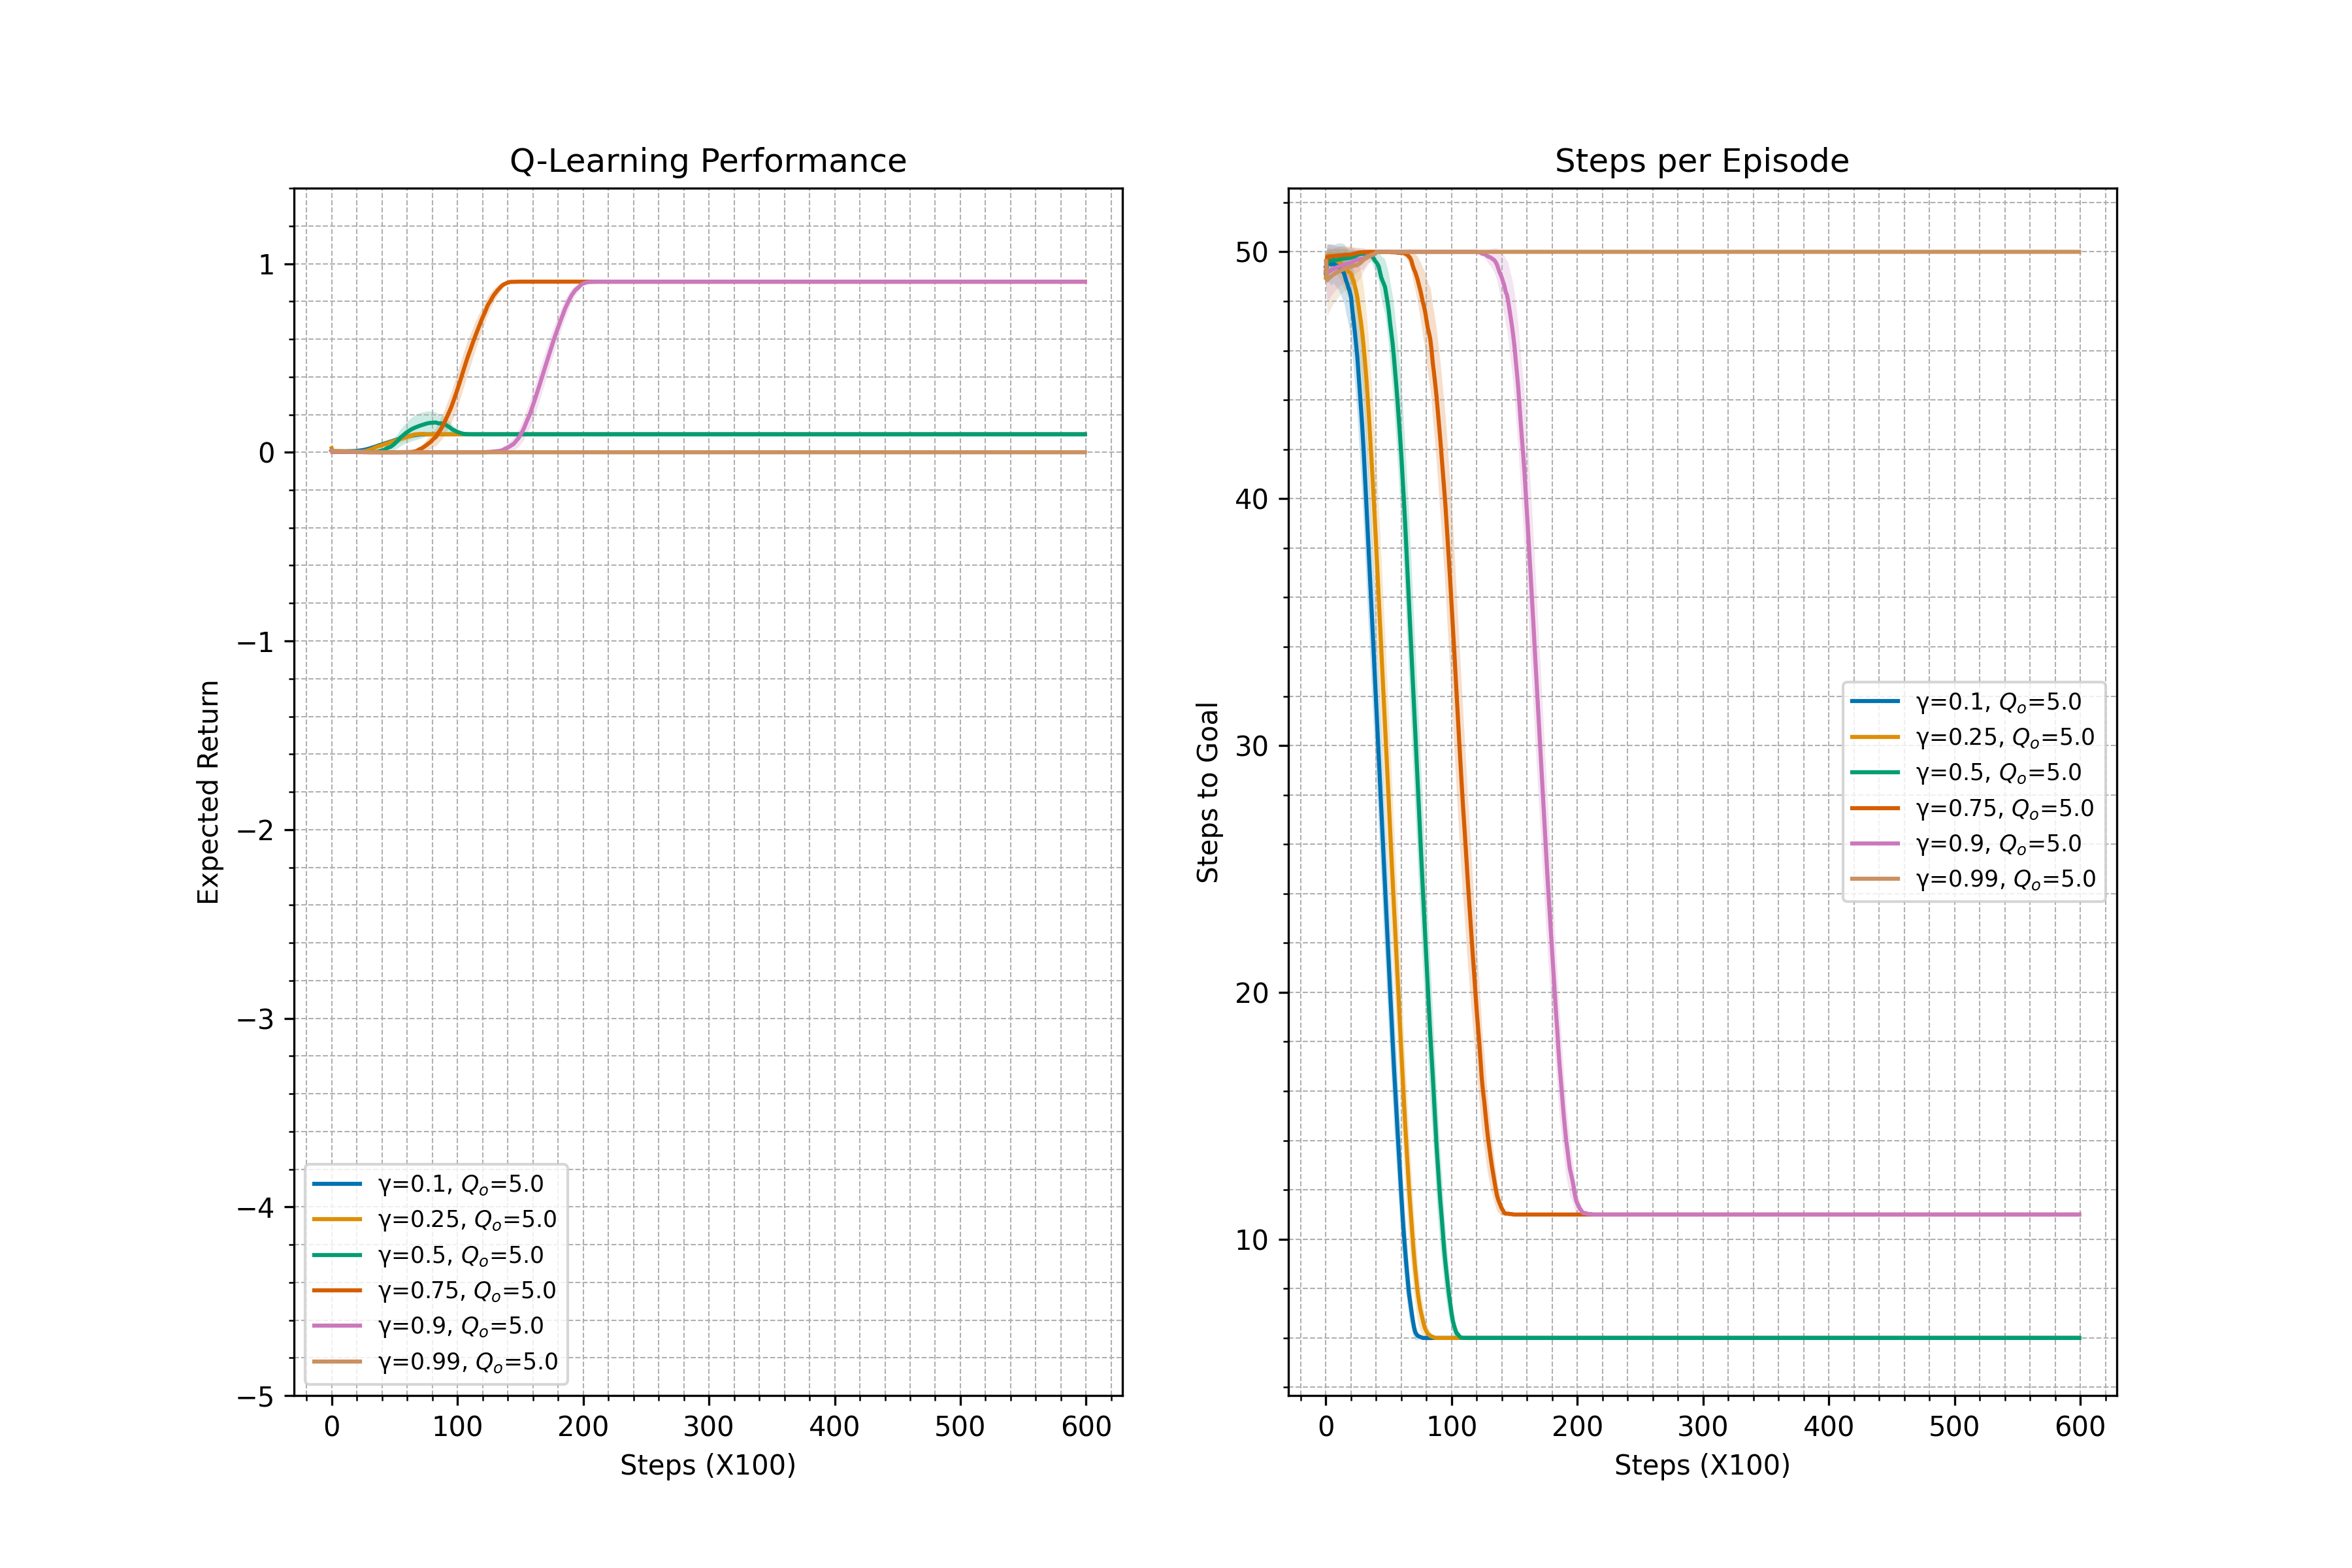 Q-Learning Performance
Expected Return
1
0
−1
−2
−3
−4
−5
γ=0.1, Qₒ=5.0
γ=0.25, Qₒ=5.0
γ=0.5, Qₒ=5.0
γ=0.75, Qₒ=5.0
γ=0.9, Qₒ=5.0
γ=0.99, Qₒ=5.0
0 100 200 300 400 500 600
Steps (X100)
Steps per Episode
Steps to Goal
50
40
30
20
10
γ=0.1, Qₒ=5.0
γ=0.25, Qₒ=5.0
γ=0.5, Qₒ=5.0
γ=0.75, Qₒ=5.0
γ=0.9, Qₒ=5.0
γ=0.99, Qₒ=5.0
0 100 200 300 400 500 600
Steps (X100)